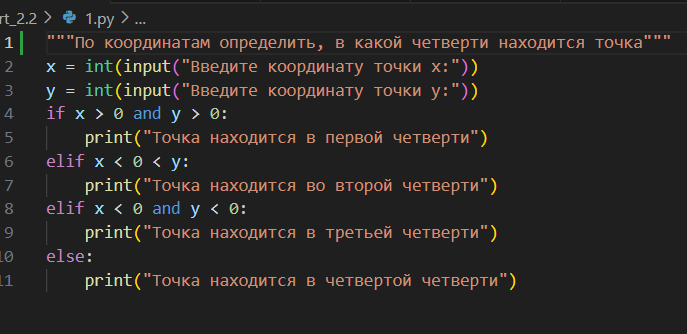 rt_2.2 > 1.py > ...
1 """По координатам определить, в какой четверти находится точка"""
2 x = int(input("Введите координату точки x:"))
3 y = int(input("Введите координату точки y:"))
4 if x > 0 and y > 0:
5     print("Точка находится в первой четверти")
6 elif x < 0 < y:
7     print("Точка находится во второй четверти")
8 elif x < 0 and y < 0:
9     print("Точка находится в третьей четверти")
10 else:
11     print("Точка находится в четвертой четверти")